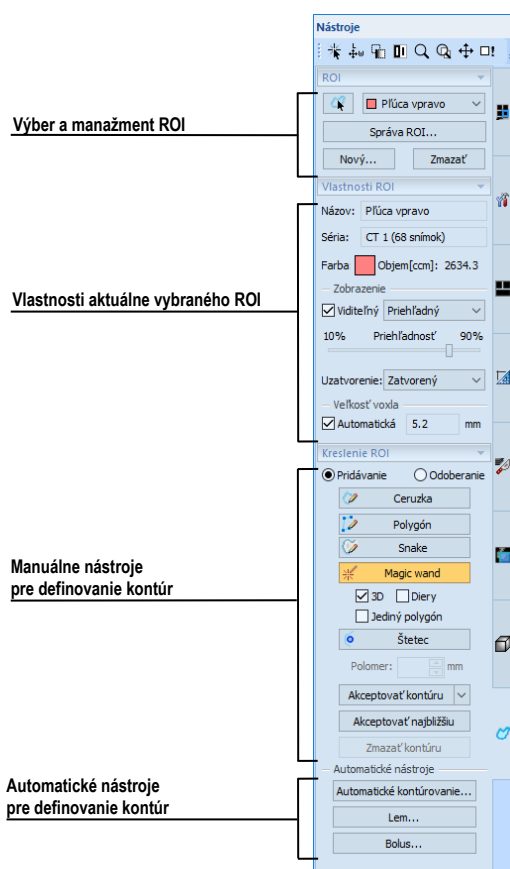 Nástroje
ROI
Pľúca vpravo
Správa ROI...
Nový... Zmazať
Výber a manažment ROI
Vlastnosti ROI
Názov: Pľúca vpravo
Séria: CT 1 (68 snímok)
Farba Objem[ccm]: 2634.3
Zobrazenie
Viditeľný Priehľadný
10% Priehľadnosť 90%
Uzatvorenie: Zatvorený
Veľkosť voxla
Automatická 5.2 mm
Vlastnosti aktuálne vybraného ROI
Kreslenie ROI
Pridávanie Odoberanie
Ceruzka
Polygón
Snake
Magic wand
3D Diery
Jediný polygón
Štetec
Polomer: mm
Akceptovať kontúru
Akceptovať najbližšiu
Zmazať kontúru
Manuálne nástroje
pre definovanie kontúr
Automatické nástroje
Automatické kontúrovanie...
Lem...
Bolus...
Automatické nástroje
pre definovanie kontúr